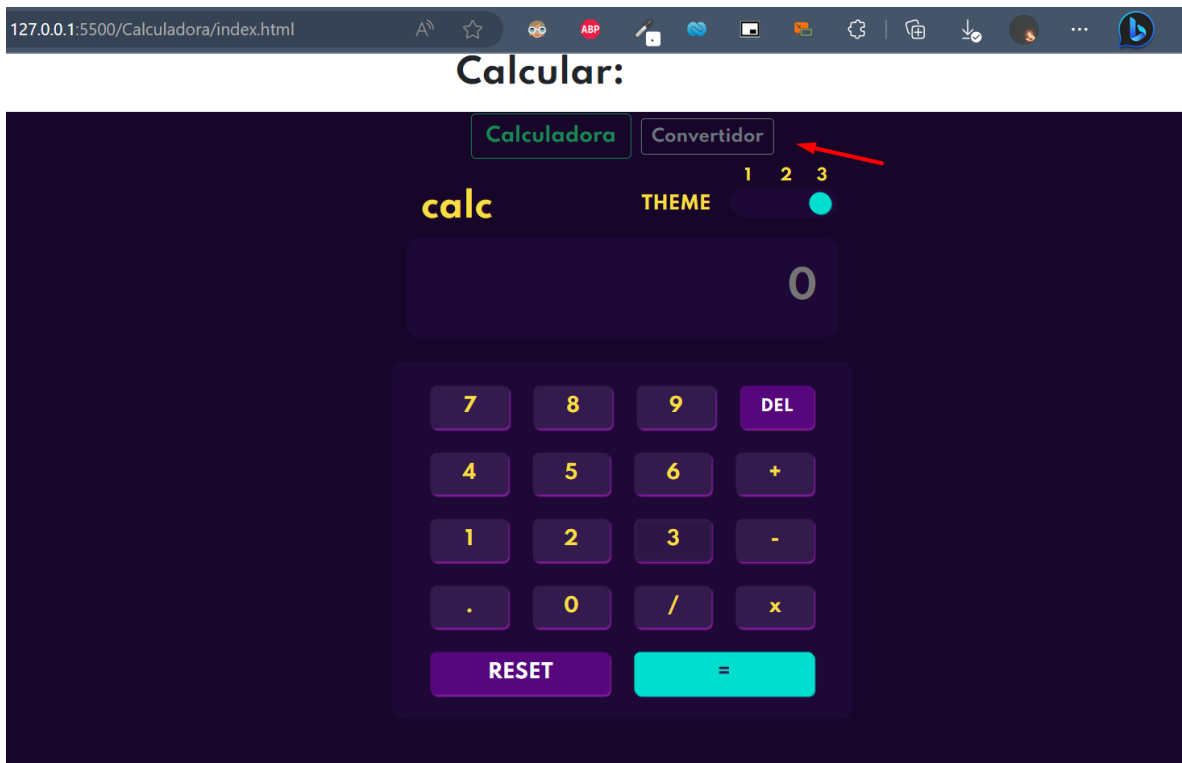 127.0.0.1:5500/Calculadora/index.html
ABP
Calcular:
Calculadora Convertidor
1 2 3
calc THEME
0
7 8 9 DEL
4 5 6 +
1 2 3 -
. 0 / x
RESET =